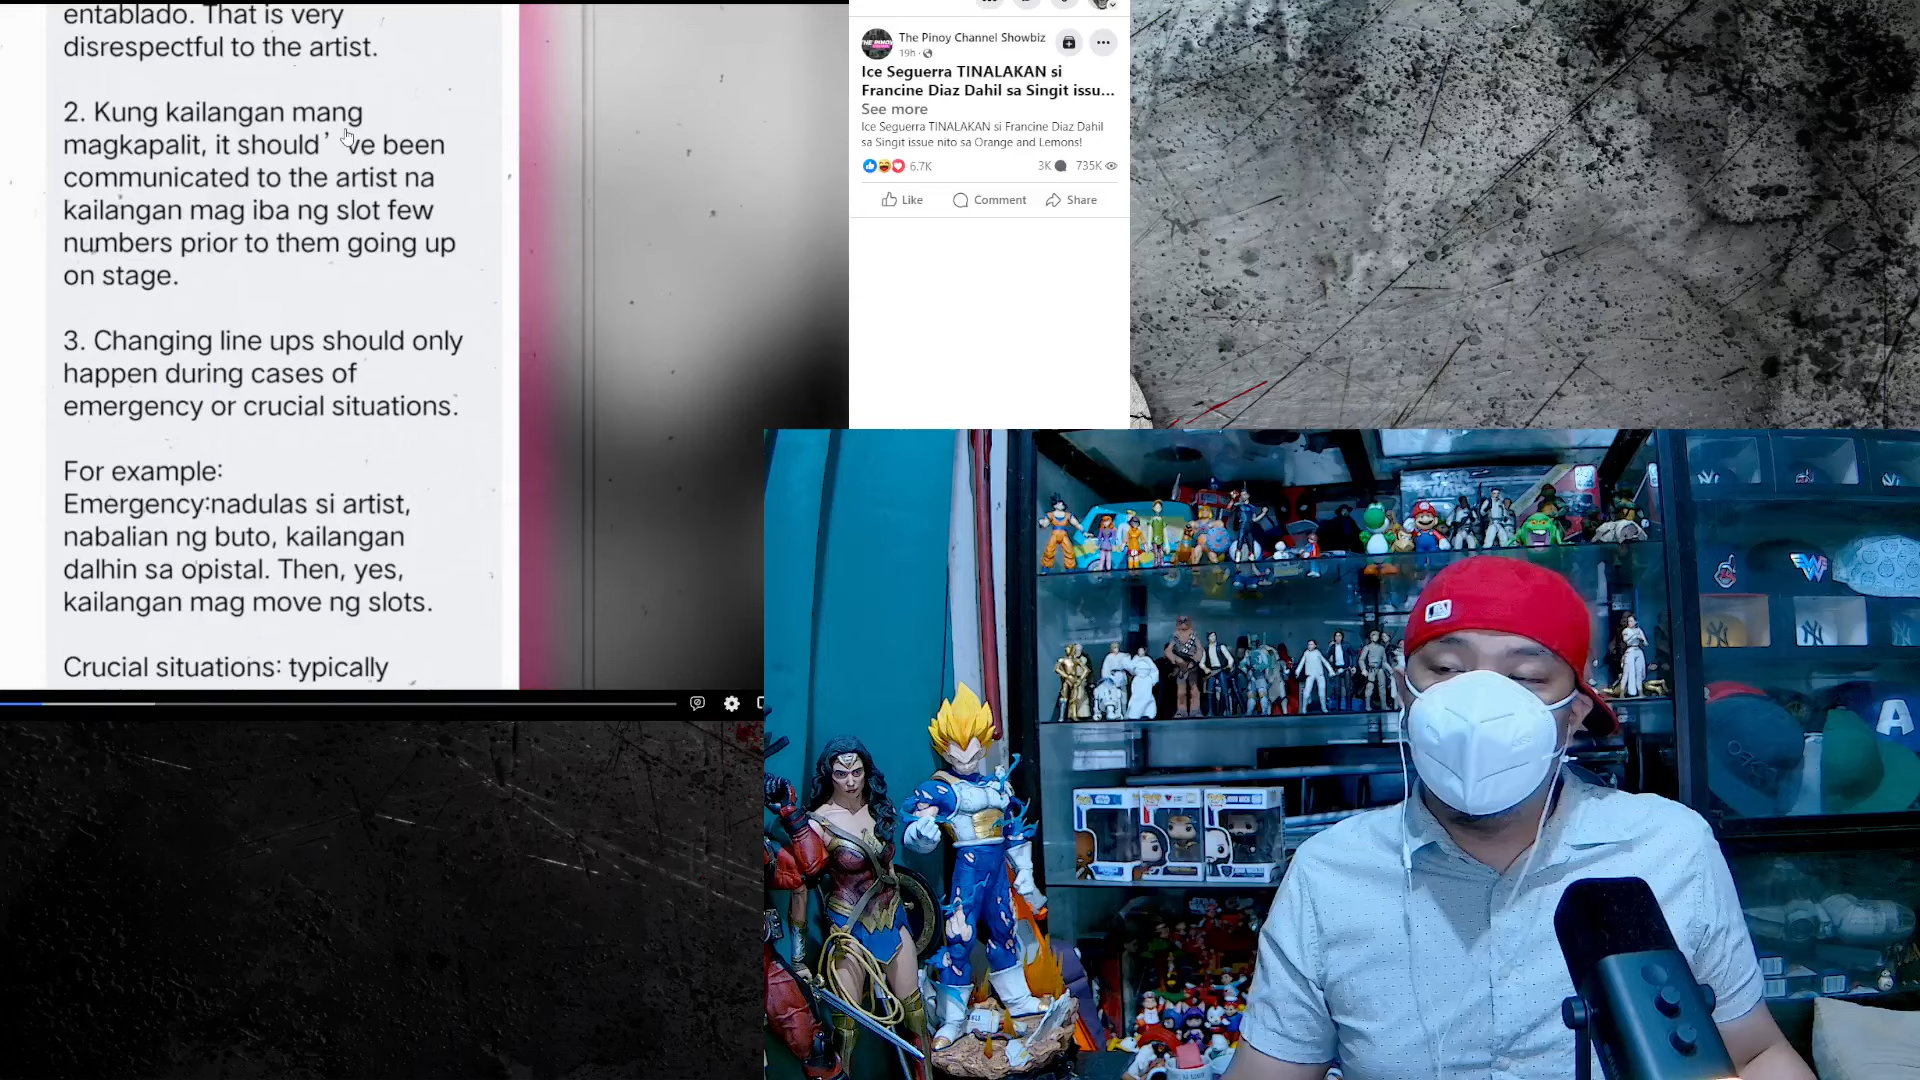 entablado. That is very
disrespectful to the artist.
2. Kung kailangan mang
magkapalit, it should've been
communicated to the artist na
kailangan mag iba ng slot few
numbers prior to them going up
on stage.
3. Changing line ups should only
happen during cases of
emergency or crucial situations.
For example:
Emergency:nadulas si artist,
nabalian ng buto, kailangan
dalhin sa opistal. Then, yes,
kailangan mag move ng slots.
Crucial situations: typically
The Pinoy Channel Showbiz
19h ·
Ice Seguerra TINALAKAN si
Francine Diaz Dahil sa Singit issu...
See more
Ice Seguerra TINALAKAN si Francine Diaz Dahil
sa Singit issue nito sa Orange and Lemons!
6.7K 3K 735K
Like Comment Share
STAR WARS
A